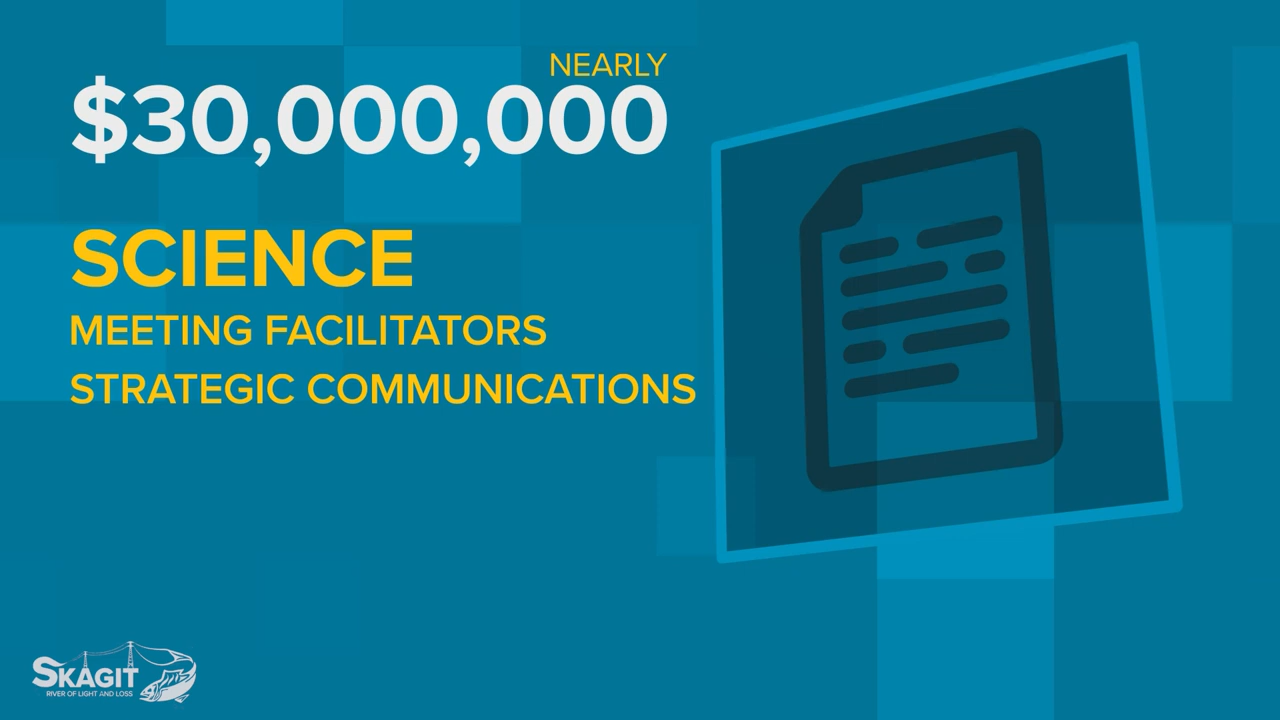 NEARLY
$30,000,000
SCIENCE
MEETING FACILITATORS
STRATEGIC COMMUNICATIONS
SKAGIT
RIVER OF LIGHT AND LOSS